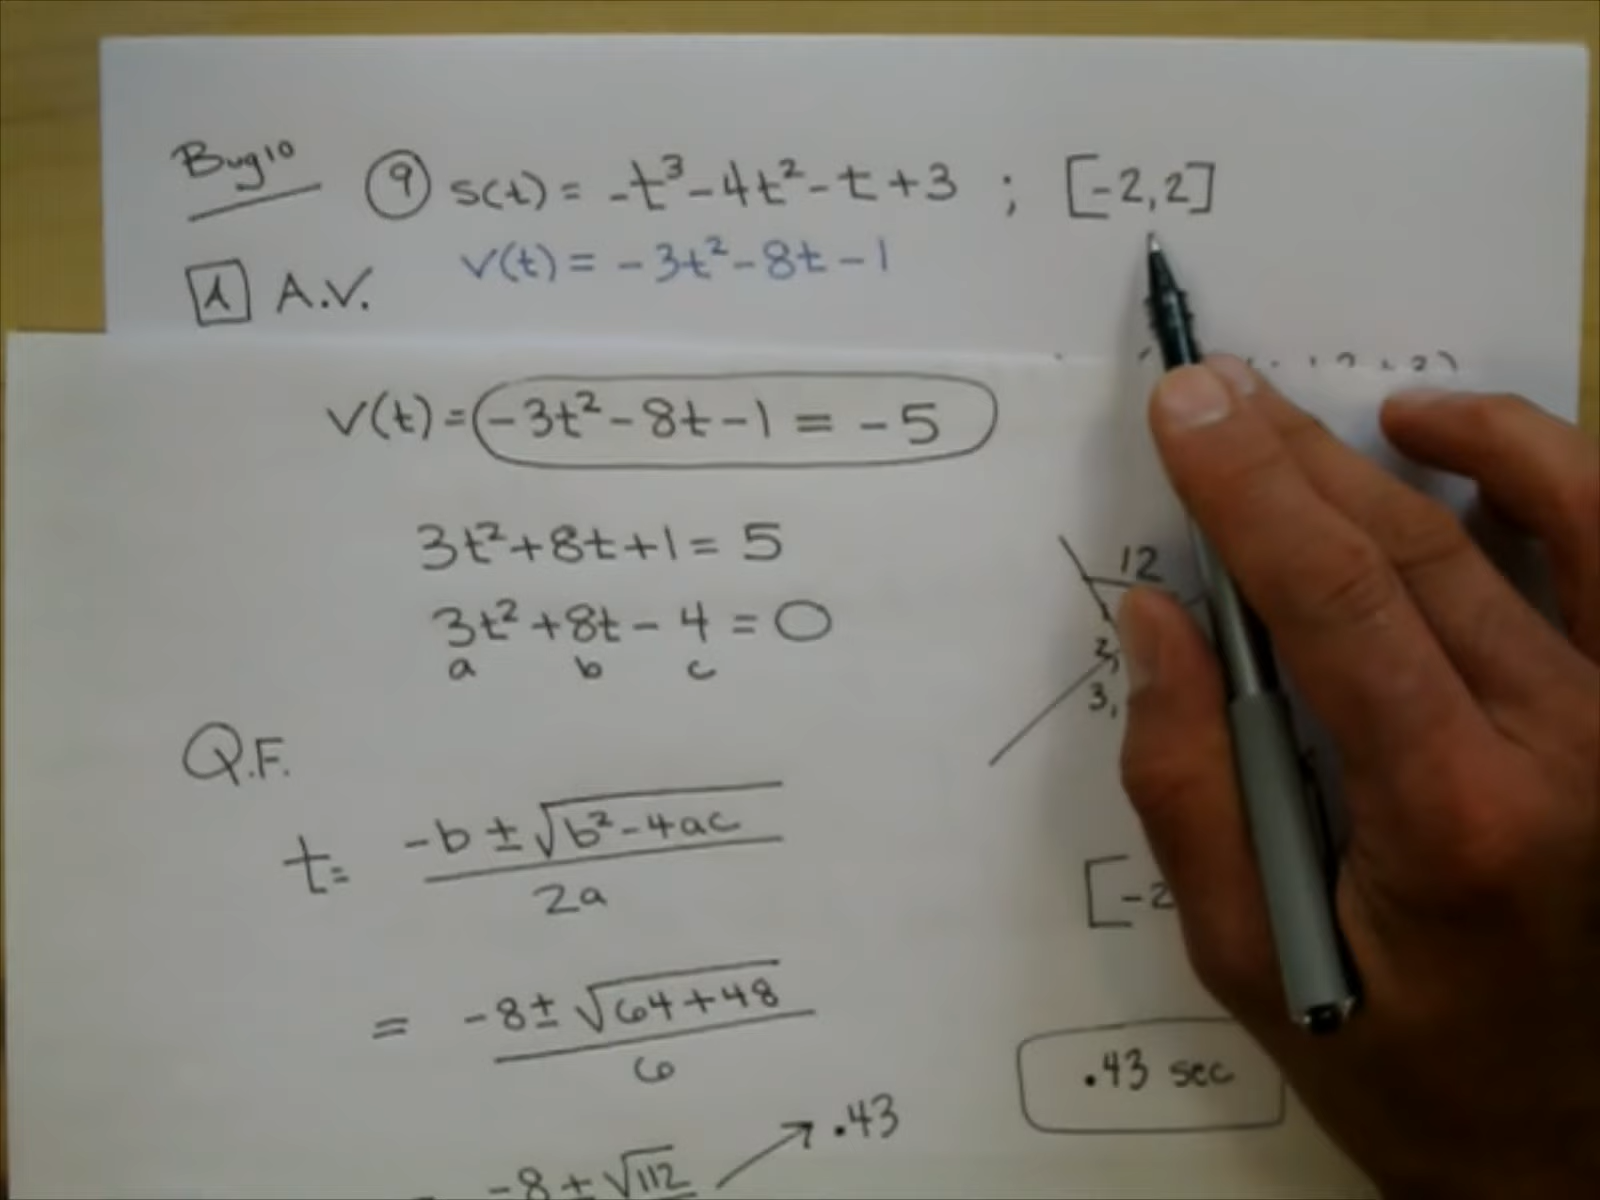 Bug10 ⑨ s(t) = -t³-4t²-t+3 ; [-2,2]
1 A.V. v(t) = -3t²-8t-1
v(t) = -3t²-8t-1 = -5
3t²+8t+1 = 5
3t²+8t-4 = 0
a b c
12
3,
Q.F.
t = (-b ± √(b²-4ac)) / 2a
[-2
= (-8 ± √(64+48)) / 6
.43 sec
-8 ± √112 → .43